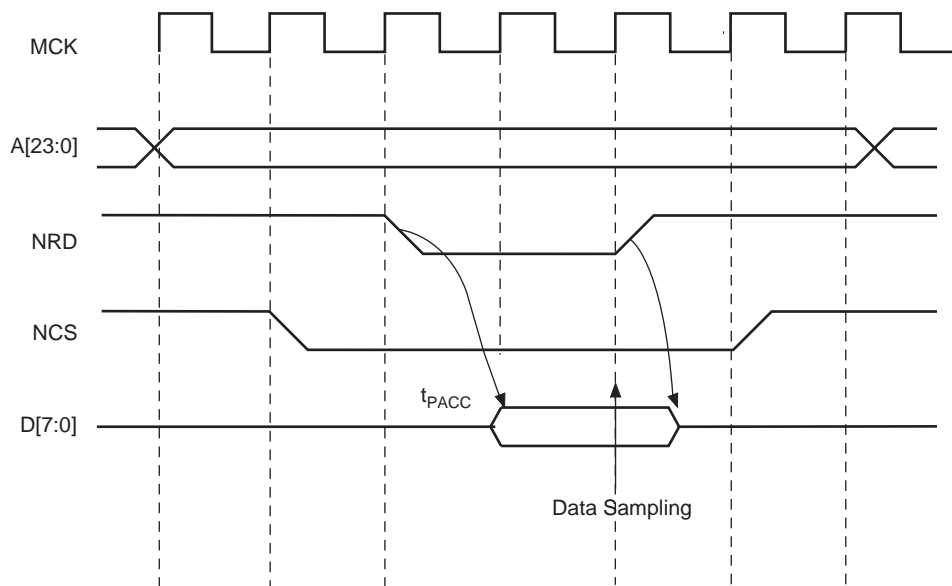 MCK
A[23:0]
NRD
NCS
tPACC
D[7:0]
Data Sampling